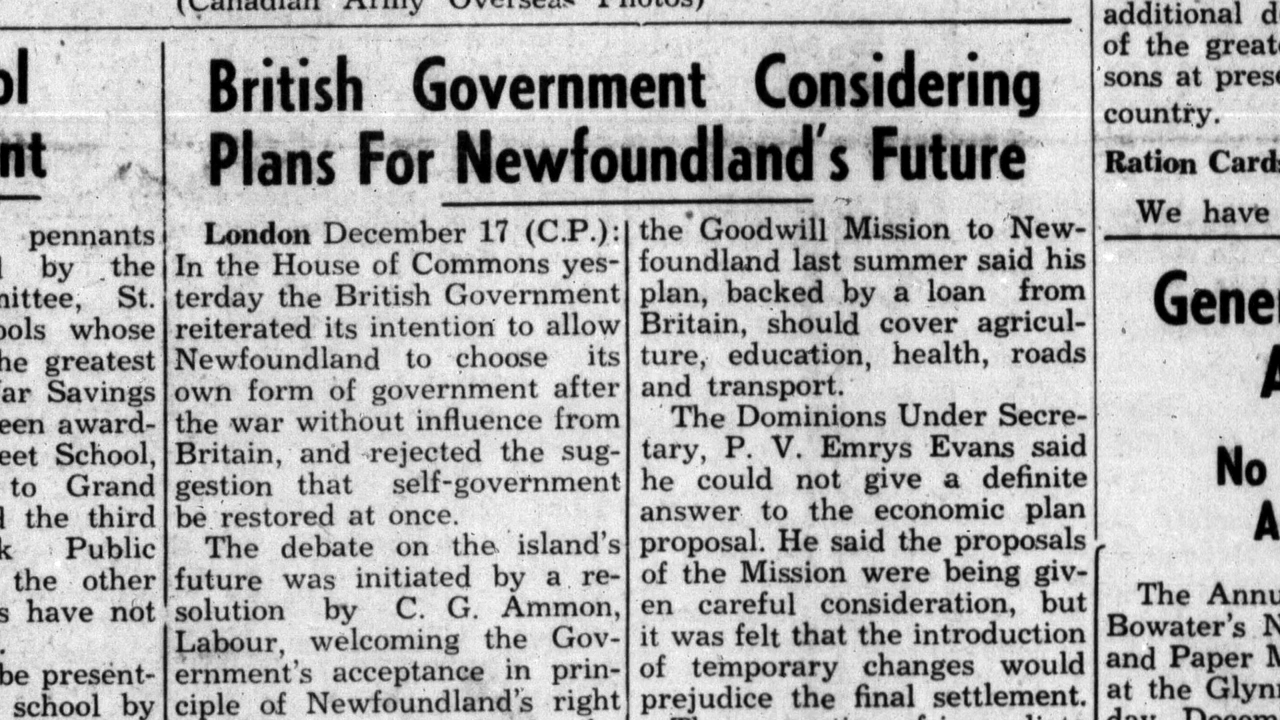 (Canadian Army Overseas Photos)
ol
nt
pennants
by the
mittee, St.
ools whose
he greatest
ar Savings
een award-
eet School,
to Grand
the third
k Public
the other
s have not
be present-
school by
British Government Considering
Plans For Newfoundland's Future
London December 17 (C.P.):
In the House of Commons yes-
terday the British Government
reiterated its intention to allow
Newfoundland to choose its
own form of government after
the war without influence from
Britain, and rejected the sug-
gestion that self-government
be restored at once.
The debate on the island's
future was initiated by a re-
solution by C. G. Ammon,
Labour, welcoming the Gov-
ernment's acceptance in prin-
ciple of Newfoundland's right
the Goodwill Mission to New-
foundland last summer said his
plan, backed by a loan from
Britain, should cover agricul-
ture, education, health, roads
and transport.
The Dominions Under Secre-
tary, P. V. Emrys Evans said
he could not give a definite
answer to the economic plan
proposal. He said the proposals
of the Mission were being giv-
en careful consideration, but
it was felt that the introduction
of temporary changes would
prejudice the final settlement.
additional d
of the great
sons at pres
country.
Ration Card
We have
Gene
A
No
A
The Annu
Bowater's N
and Paper M
at the Glyn